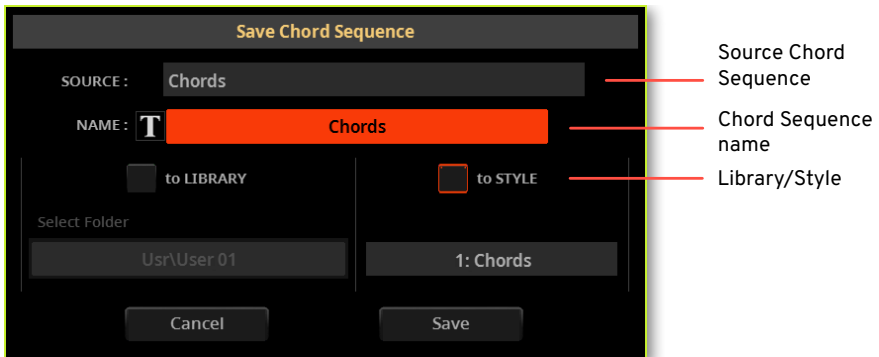 Save Chord Sequence
SOURCE : Chords
NAME : T Chords
to LIBRARY
to STYLE
Select Folder
Usr\User 01
1: Chords
Cancel
Save
Source Chord
Sequence
Chord Sequence
name
Library/Style